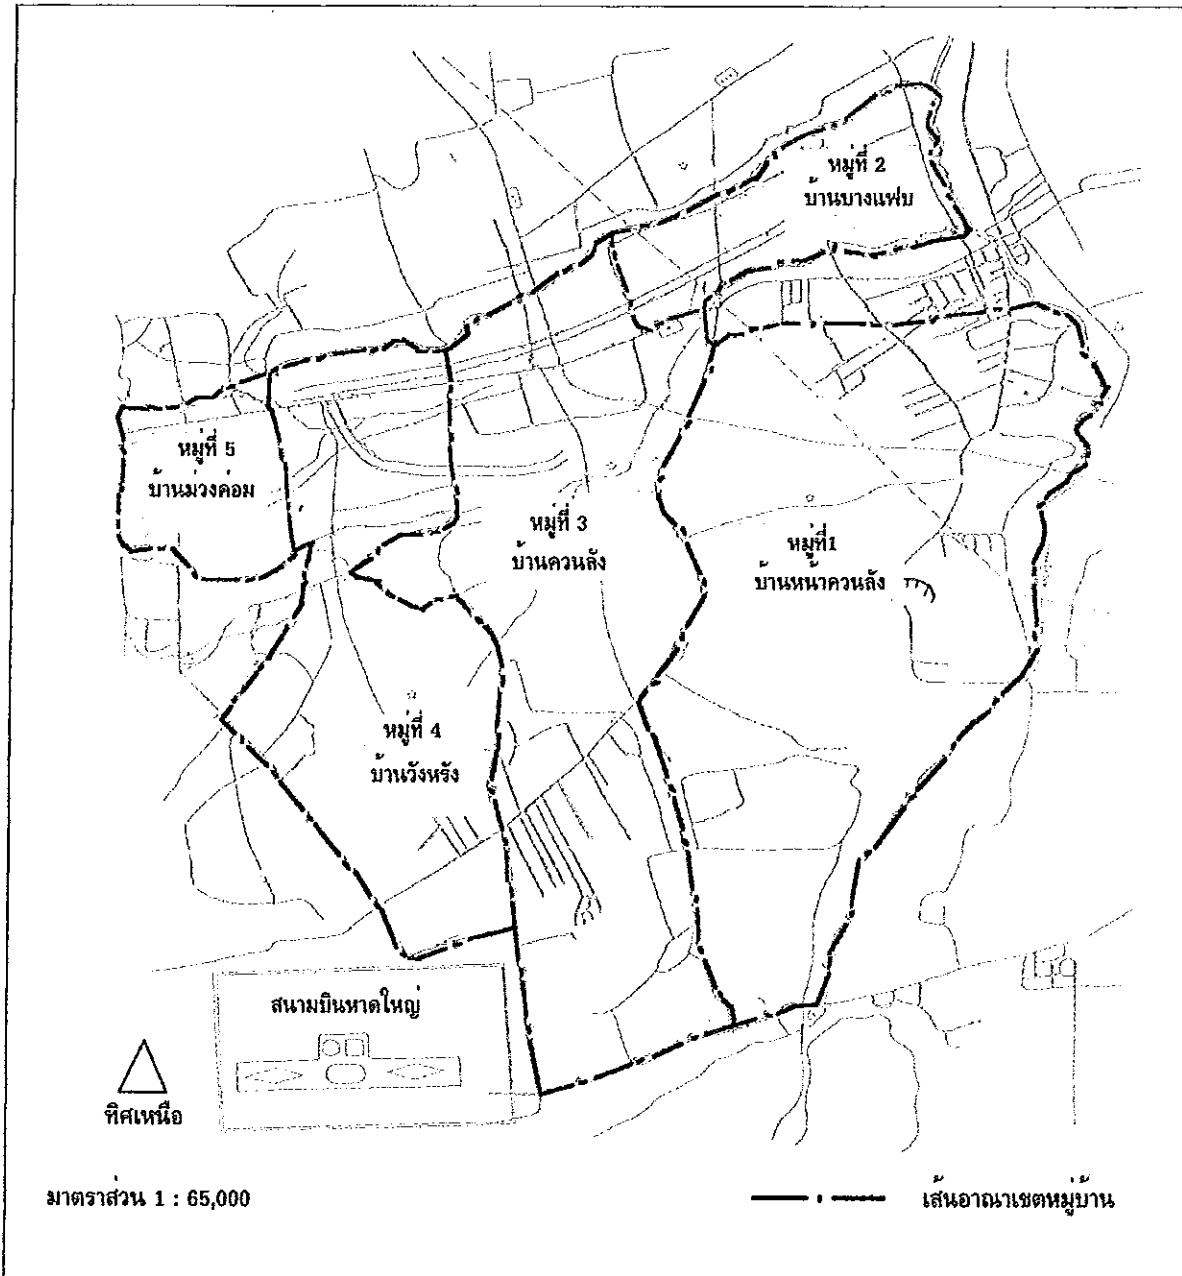 หมู่ที่ 2
บ้านบางแฟบ
หมู่ที่ 5
บ้านม่วงค่อม
หมู่ที่ 3
บ้านควนลัง
หมู่ที่1
บ้านหน้าควนลัง
หมู่ที่ 4
บ้านวังหรัง
สนามบินหาดใหญ่
ทิศเหนือ
มาตราส่วน 1 : 65,000
เส้นอาณาเขตหมู่บ้าน